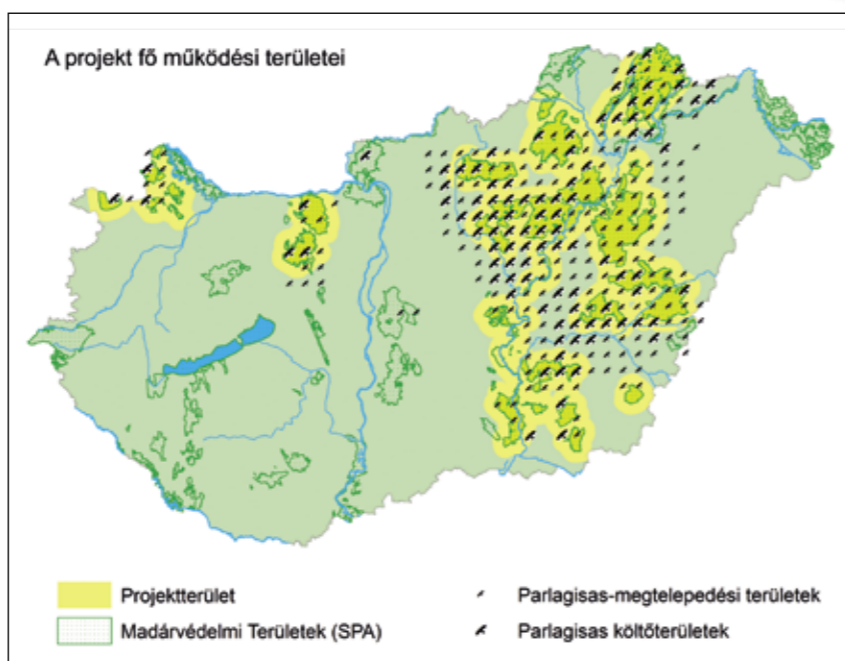 A projekt fő működési területei
Projektterület
Madárvédelmi Területek (SPA)
Parlagisas-megtelepedési területek
Parlagisas költőterületek